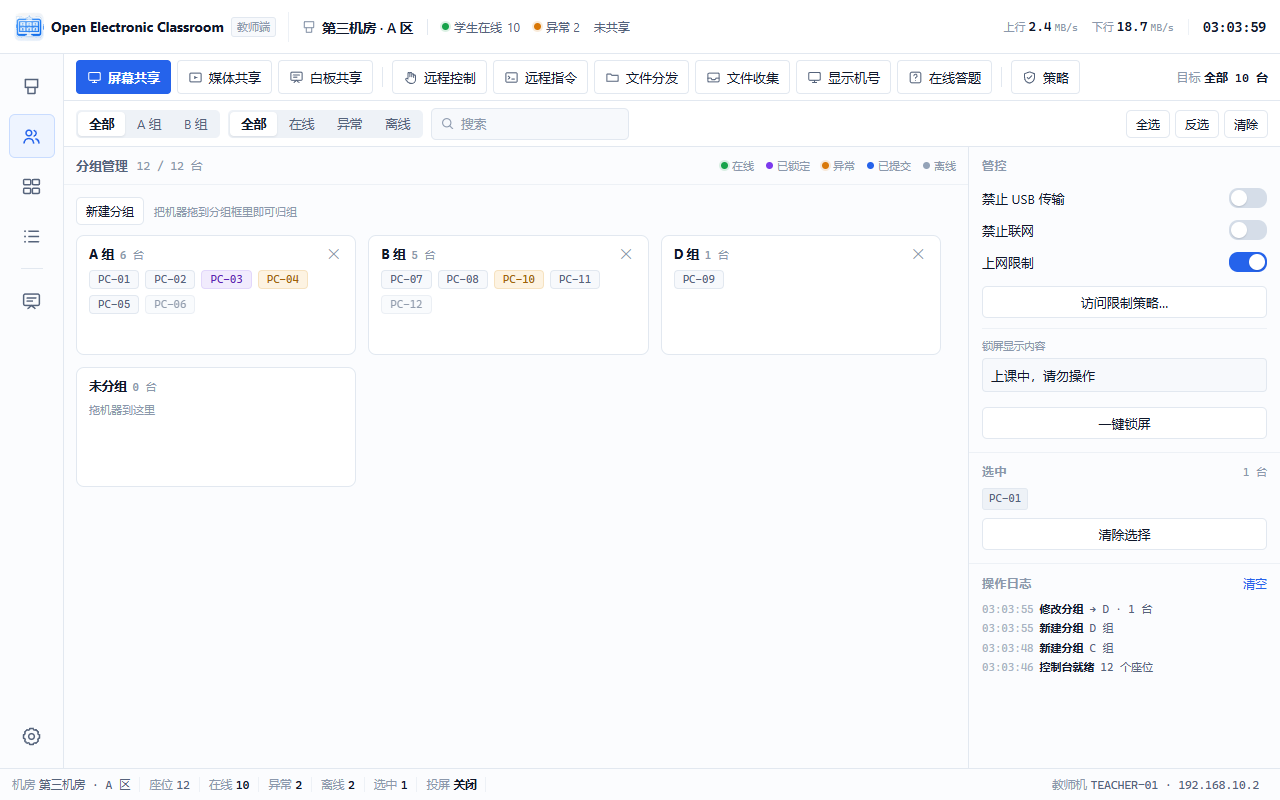 Open Electronic Classroom 教师端 第三机房 · A 区 学生在线 10 异常 2 未共享 上行 2.4 MB/s 下行 18.7 MB/s 03:03:59
屏幕共享 媒体共享 白板共享 远程控制 远程指令 文件分发 文件收集 显示机号 在线答题 策略 目标 全部 10 台
全部 A 组 B 组 全部 在线 异常 离线 搜索 全选 反选 清除
分组管理 12 / 12 台 在线 已锁定 异常 已提交 离线
新建分组 把机器拖到分组框里即可归组
A 组 6 台
PC-01 PC-02 PC-03 PC-04
PC-05 PC-06
B 组 5 台
PC-07 PC-08 PC-10 PC-11
PC-12
D 组 1 台
PC-09
未分组 0 台
拖机器到这里
管控
禁止 USB 传输
禁止联网
上网限制
访问限制策略...
锁屏显示内容
上课中，请勿操作
一键锁屏
选中 1 台
PC-01
清除选择
操作日志 清空
03:03:55 修改分组 → D · 1 台
03:03:55 新建分组 D 组
03:03:48 新建分组 C 组
03:03:46 控制台就绪 12 个座位
机房 第三机房 · A 区 座位 12 在线 10 异常 2 离线 2 选中 1 投屏 关闭 教师机 TEACHER-01 · 192.168.10.2